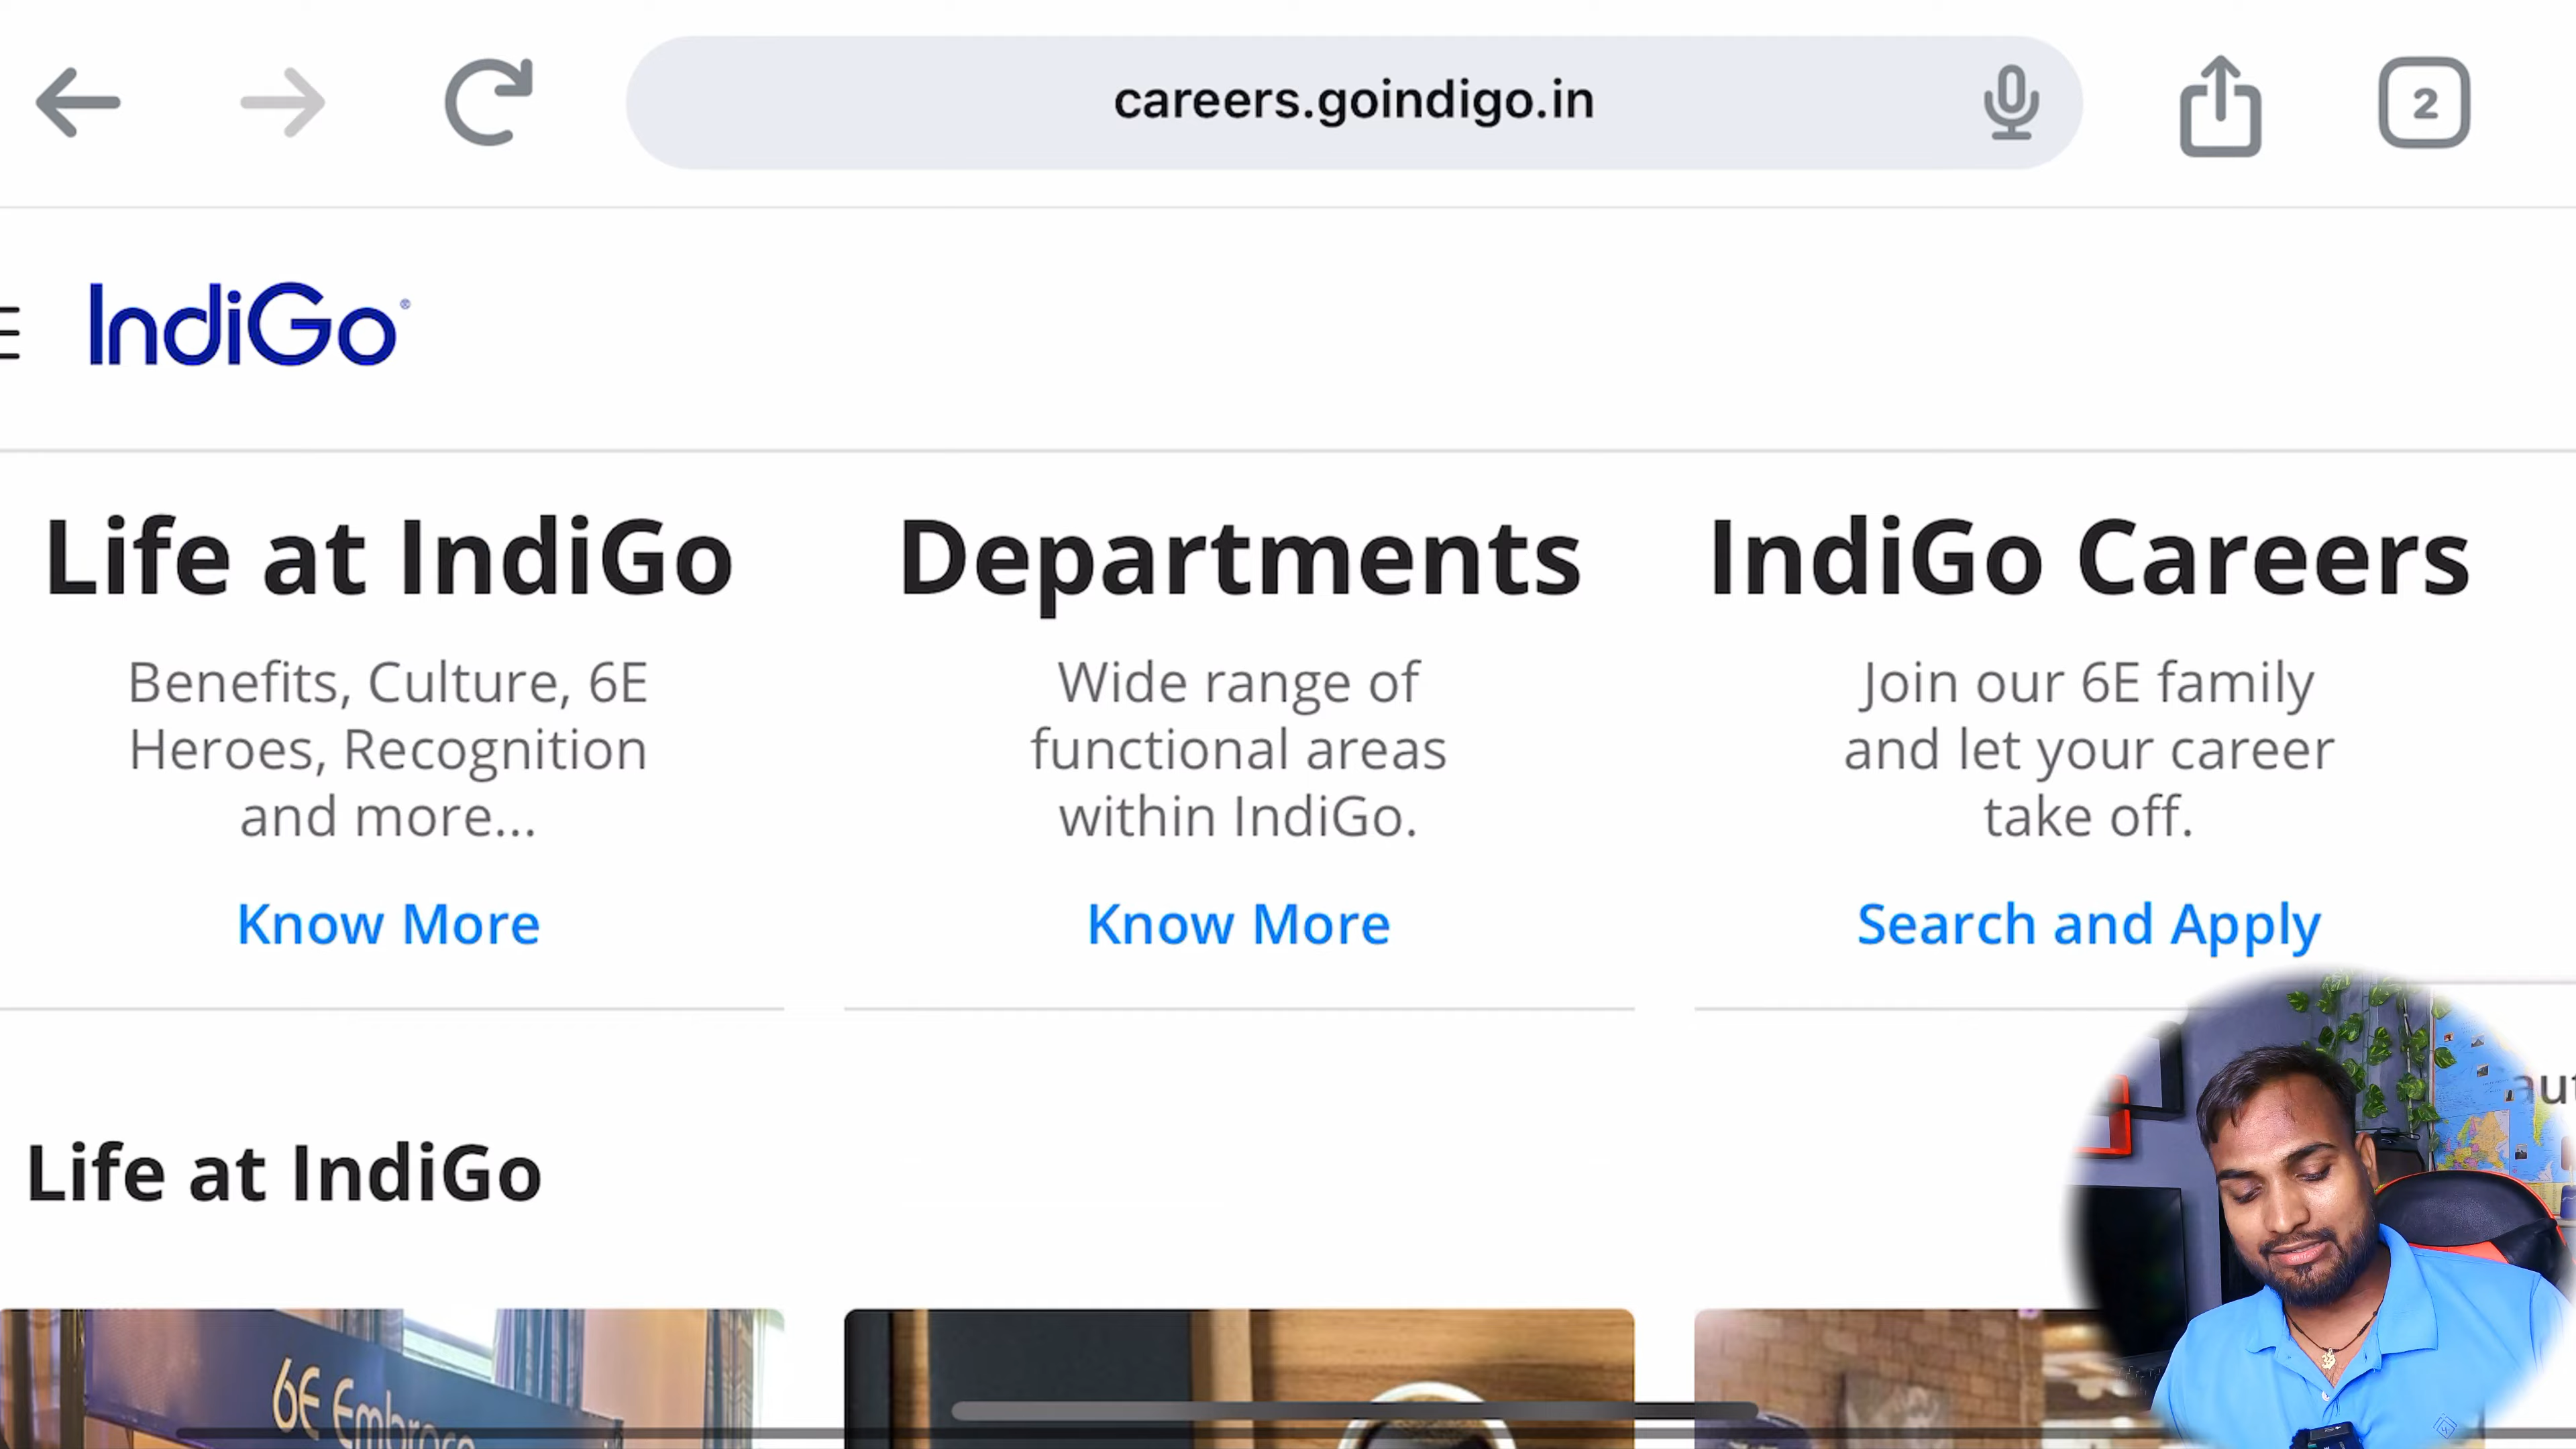 careers.goindigo.in
2
IndiGo®
Life at IndiGo
Benefits, Culture, 6E
Heroes, Recognition
and more...
Know More
Departments
Wide range of
functional areas
within IndiGo.
Know More
IndiGo Careers
Join our 6E family
and let your career
take off.
Search and Apply
Life at IndiGo
6E Embrace